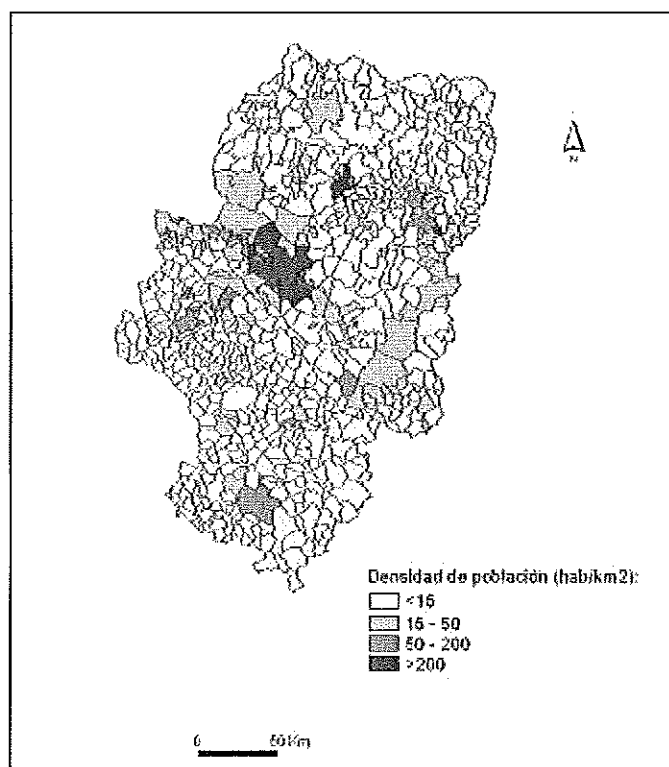 N
Densidad de población (hab/km2):
<15
15 - 50
50 - 200
>200
0 50 Km